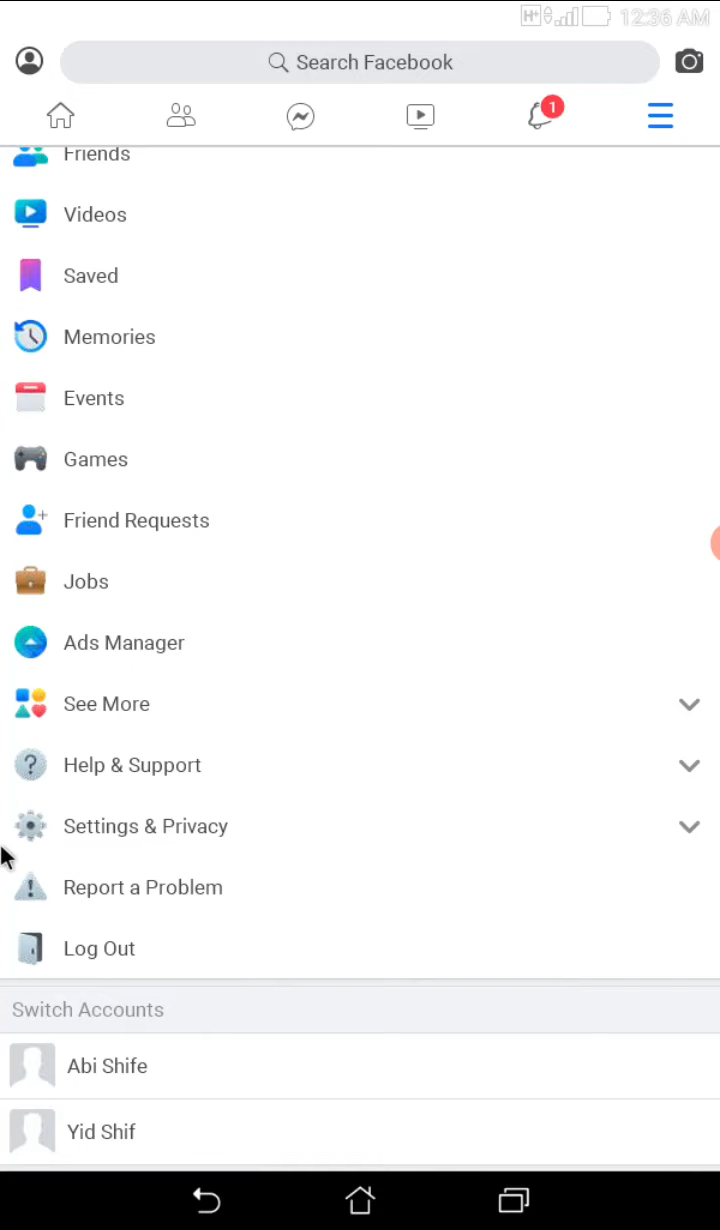 12:36 AM
Search Facebook
1
Friends
Videos
Saved
Memories
Events
Games
Friend Requests
Jobs
Ads Manager
See More
Help & Support
Settings & Privacy
Report a Problem
Log Out
Switch Accounts
Abi Shife
Yid Shif